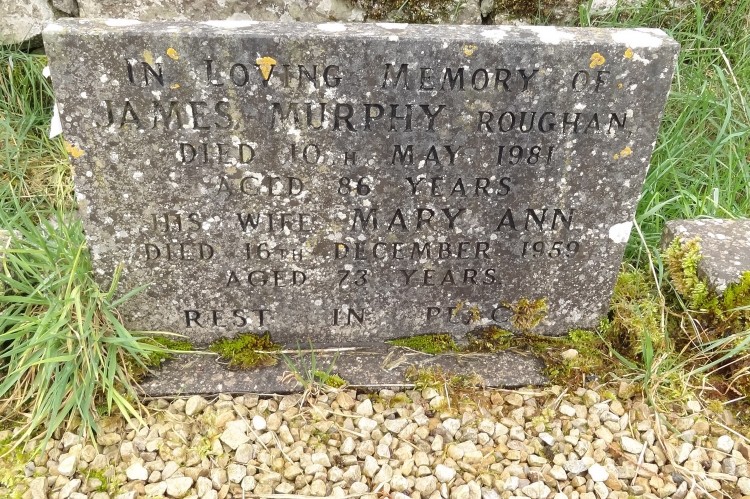 IN LOVING MEMORY OF
JAMES MURPHY, ROUGHAN,
DIED 10TH. MAY 1981
AGED 86 YEARS
HIS WIFE MARY ANN
DIED 16TH DECEMBER 1959
AGED 73 YEARS
REST IN PEACE